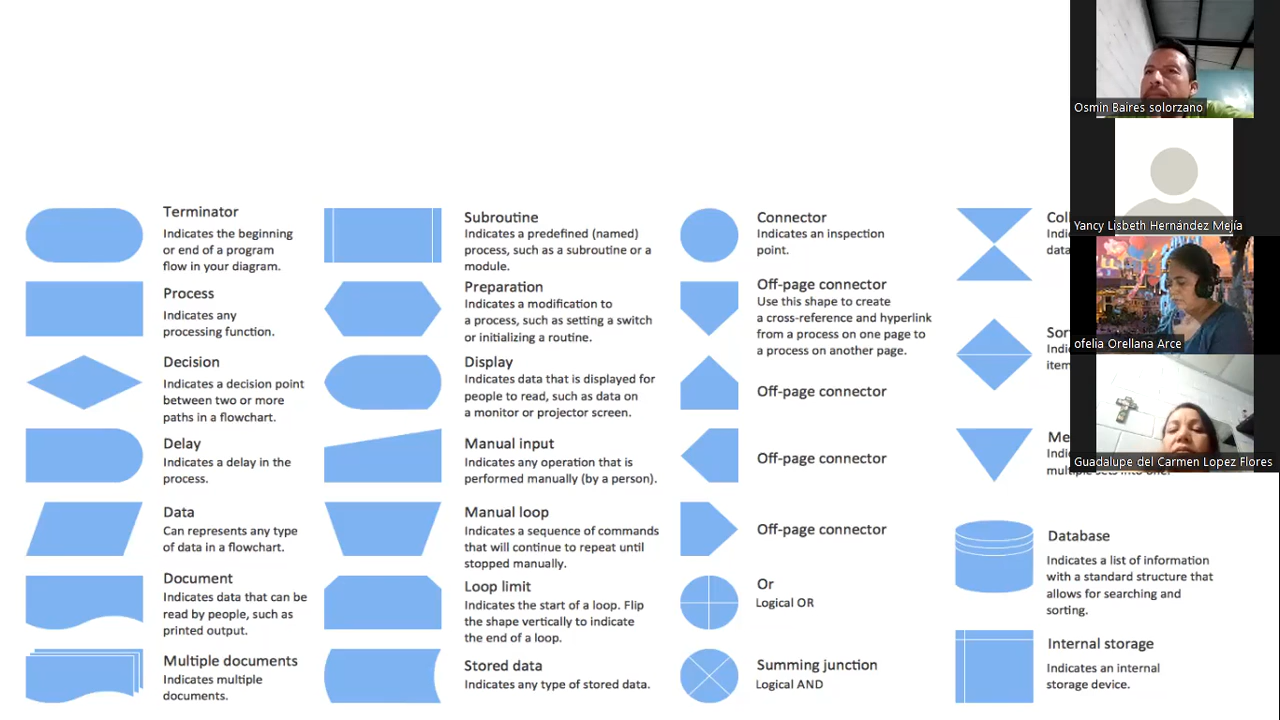 Terminator
Indicates the beginning
or end of a program
flow in your diagram.
Process
Indicates any
processing function.
Decision
Indicates a decision point
between two or more
paths in a flowchart.
Delay
Indicates a delay in the
process.
Data
Can represents any type
of data in a flowchart.
Document
Indicates data that can be
read by people, such as
printed output.
Multiple documents
Indicates multiple
documents.
Subroutine
Indicates a predefined (named)
process, such as a subroutine or a
module.
Preparation
Indicates a modification to
a process, such as setting a switch
or initializing a routine.
Display
Indicates data that is displayed for
people to read, such as data on
a monitor or projector screen.
Manual input
Indicates any operation that is
performed manually (by a person).
Manual loop
Indicates a sequence of commands
that will continue to repeat until
stopped manually.
Loop limit
Indicates the start of a loop. Flip
the shape vertically to indicate
the end of a loop.
Stored data
Indicates any type of stored data.
Connector
Indicates an inspection
point.
Off-page connector
Use this shape to create
a cross-reference and hyperlink
from a process on one page to
a process on another page.
Off-page connector
Off-page connector
Off-page connector
Or
Logical OR
Summing junction
Logical AND
Database
Indicates a list of information
with a standard structure that
allows for searching and
sorting.
Internal storage
Indicates an internal
storage device.
Osmin Baires solorzano
Yancy Lisbeth Hernández Mejía
ofelia Orellana Arce
Guadalupe del Carmen Lopez Flores